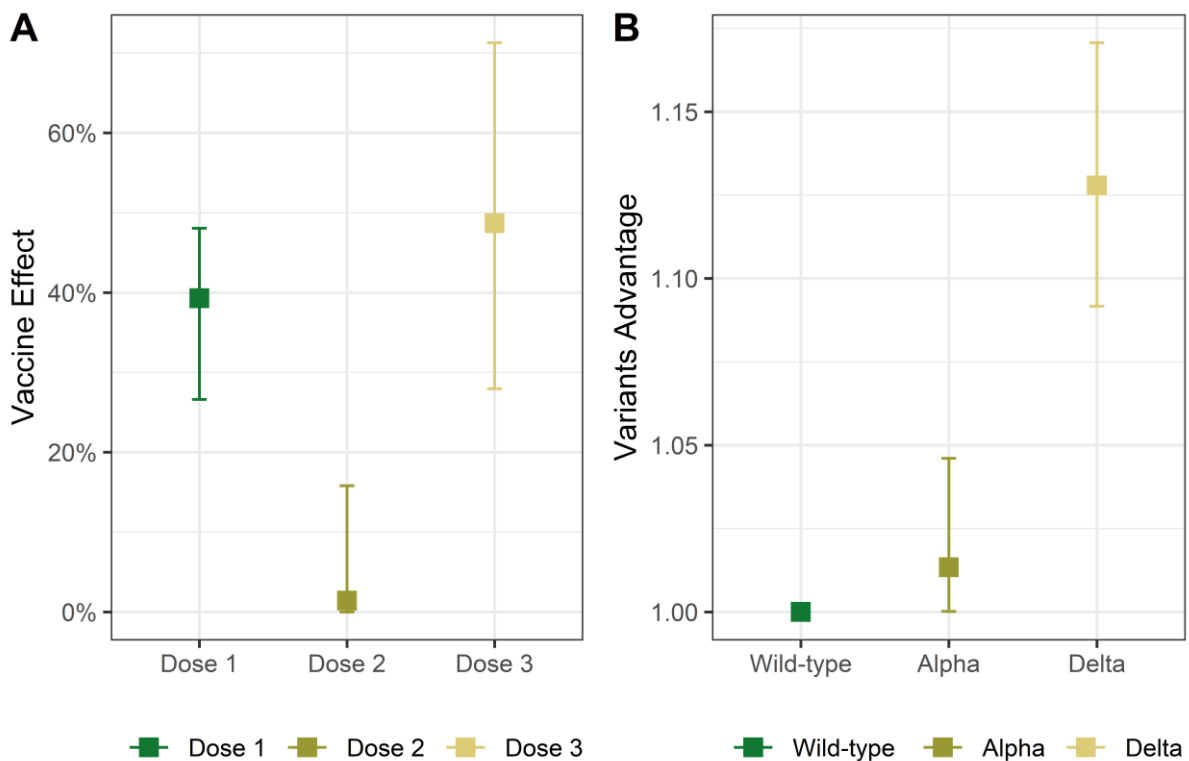 A
Vaccine Effect
60%
40%
20%
0%
Dose 1 Dose 2 Dose 3
Dose 1 Dose 2 Dose 3
B
Variants Advantage
1.15
1.10
1.05
1.00
Wild-type Alpha Delta
Wild-type Alpha Delta